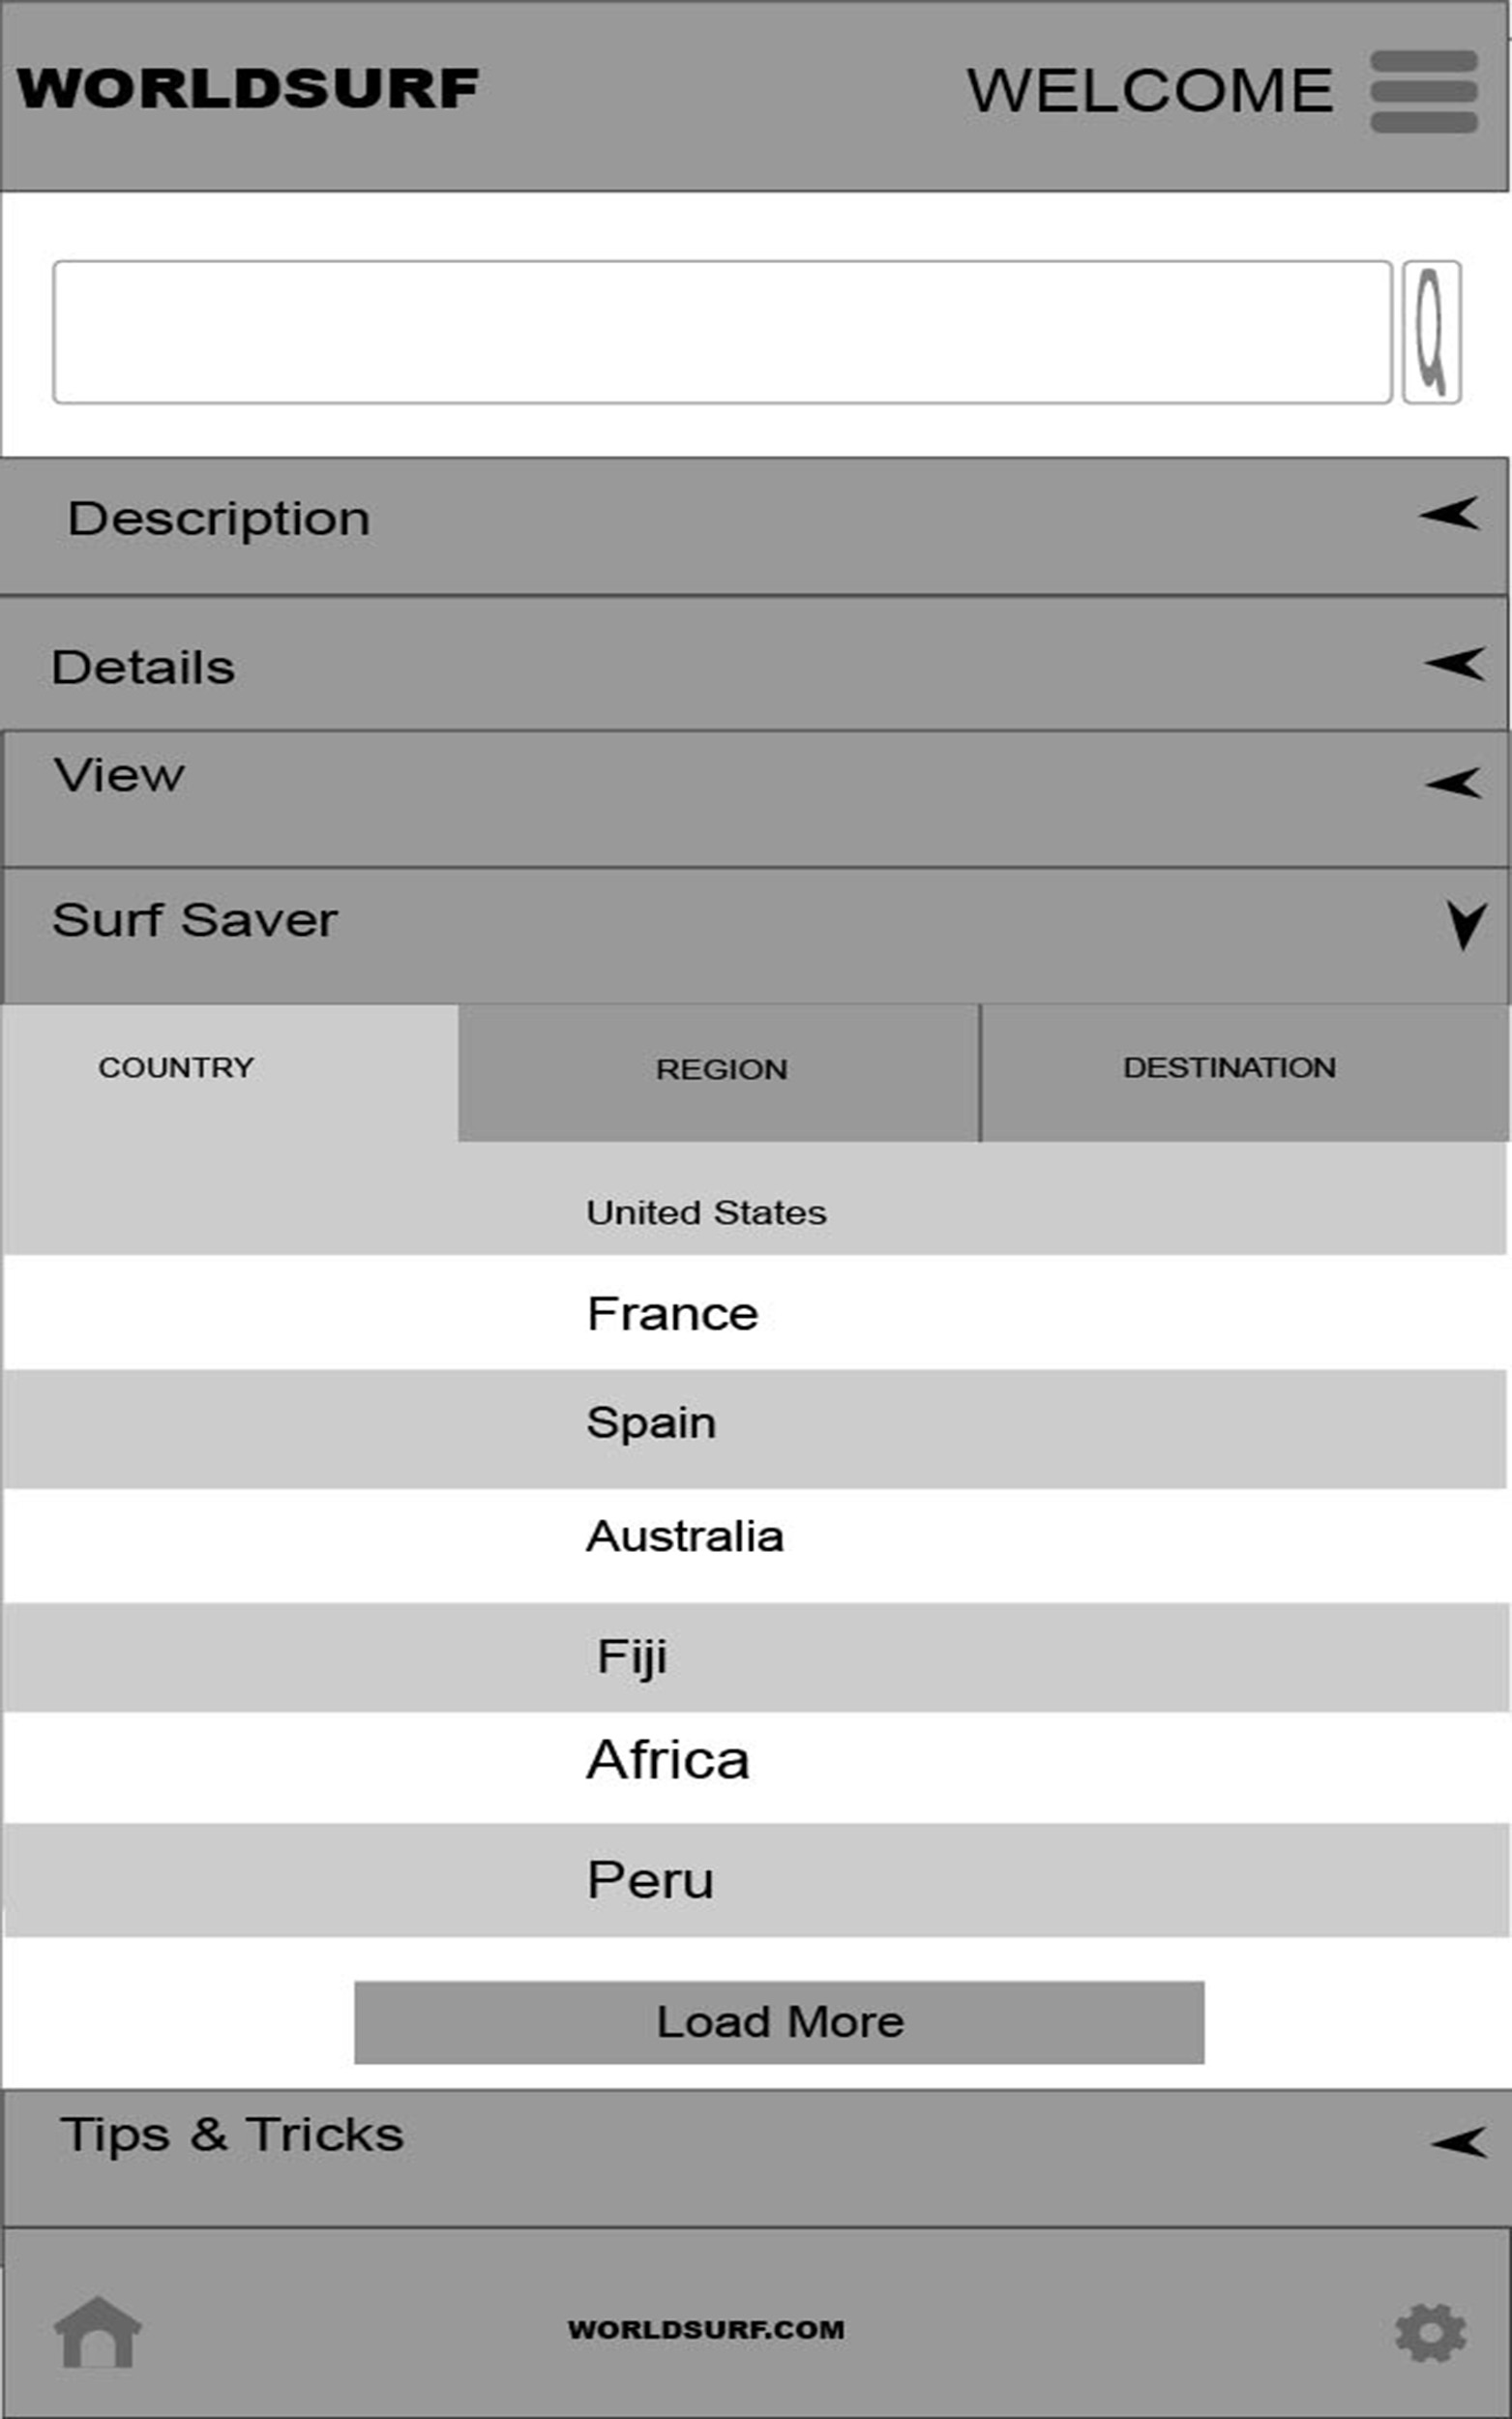 WORLDSURF
WELCOME
Description
Details
View
Surf Saver
COUNTRY
REGION
DESTINATION
United States
France
Spain
Australia
Fiji
Africa
Peru
Load More
Tips & Tricks
WORLDSURF.COM